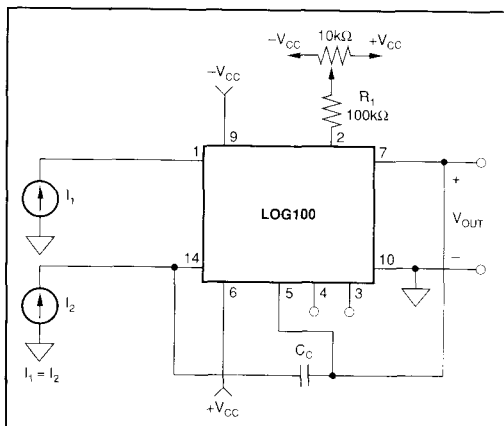 −VCC 10kΩ +VCC
−VCC
R1
100kΩ
9 2
1 7
I1
LOG100
+
VOUT
−
14 10
6 5 4 3
I2
CC
I1 = I2
+VCC